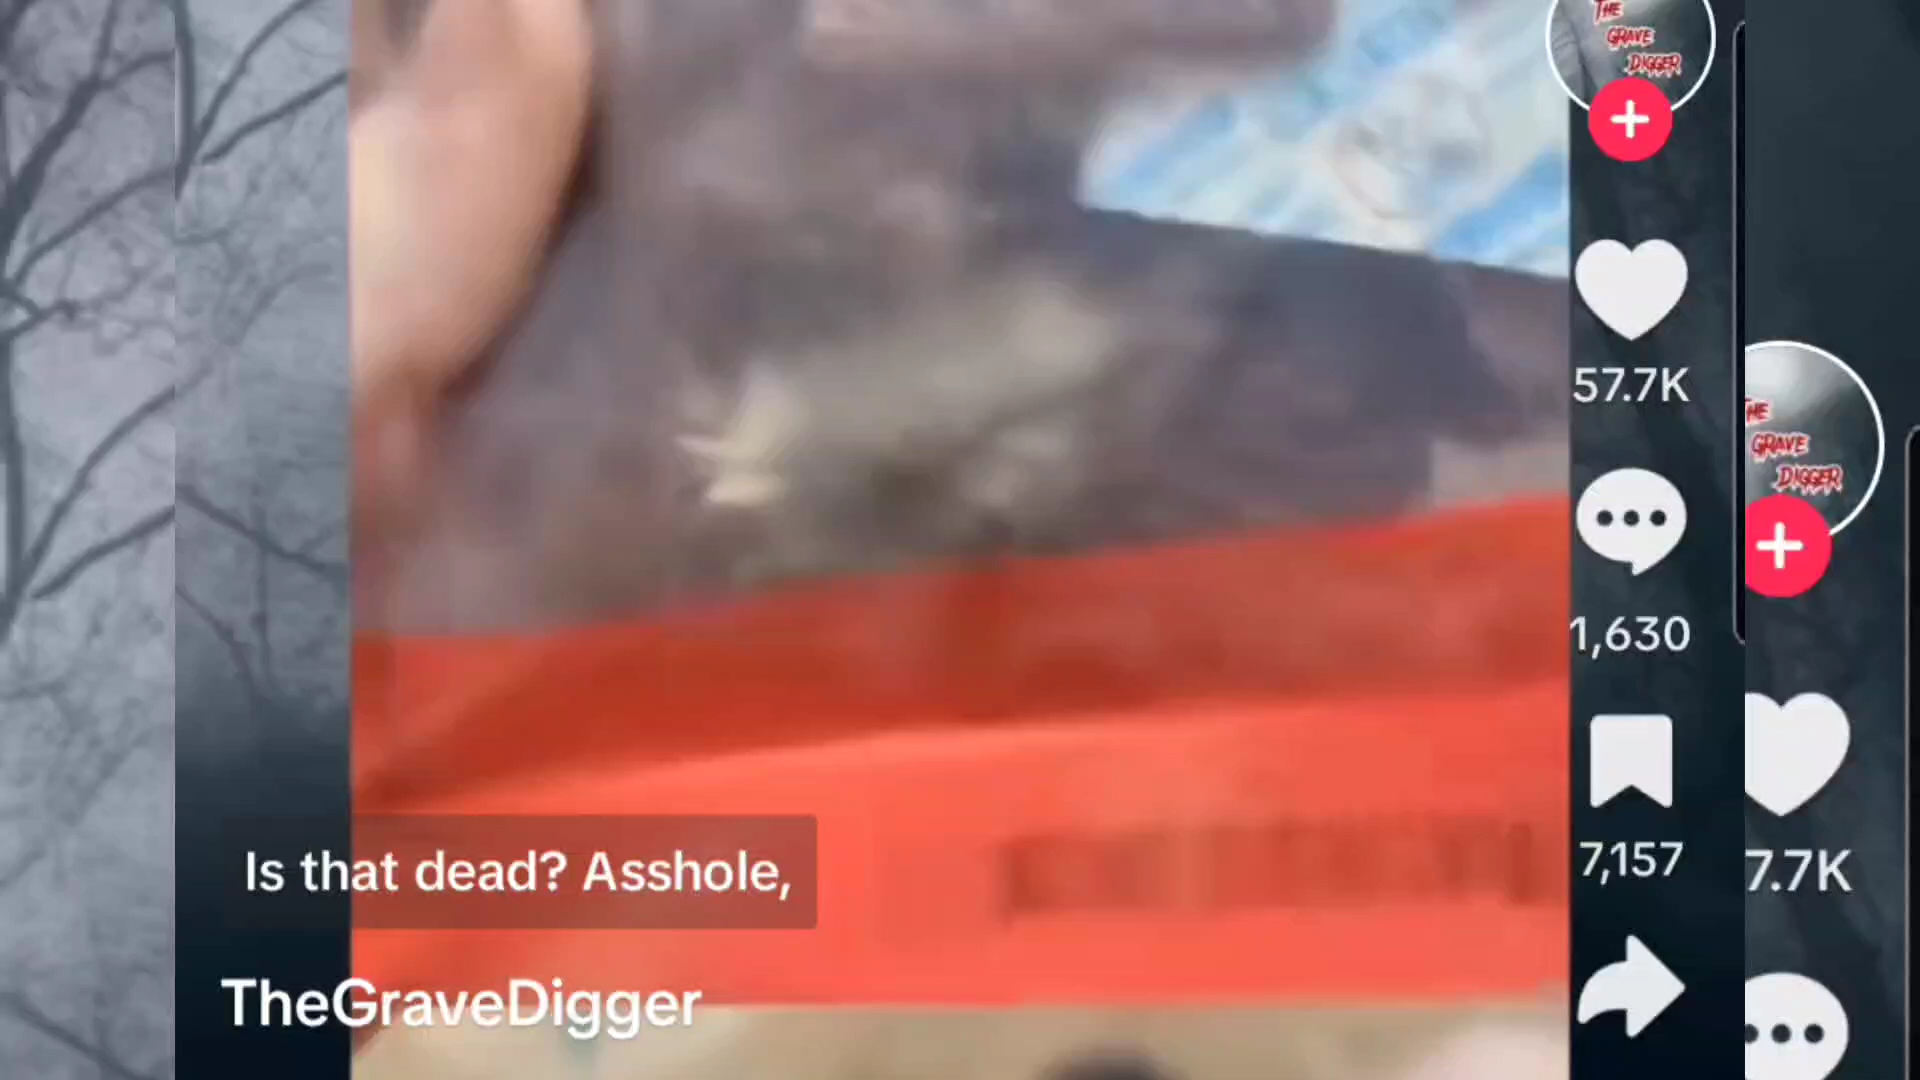 THE
GRAVE
DIGGER
57.7K
1,630
7,157
Is that dead? Asshole,
TheGraveDigger
THE
GRAVE
DIGGER
7.7K